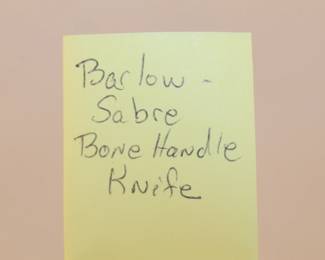 Barlow -
Sabre
Bone Handle
Knife